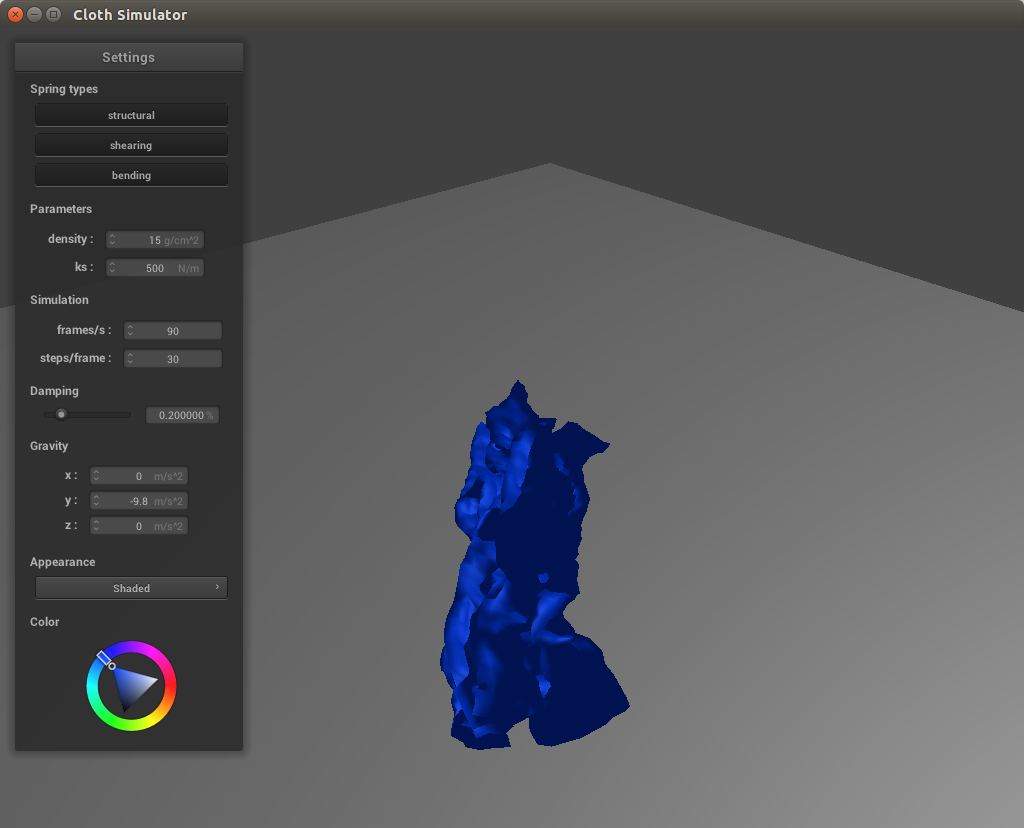 Cloth Simulator
Settings
Spring types
structural
shearing
bending
Parameters
density : 15 g/cm^2
ks : 500 N/m
Simulation
frames/s : 90
steps/frame : 30
Damping
0.200000 %
Gravity
x : 0 m/s^2
y : -9.8 m/s^2
z : 0 m/s^2
Appearance
Shaded
Color